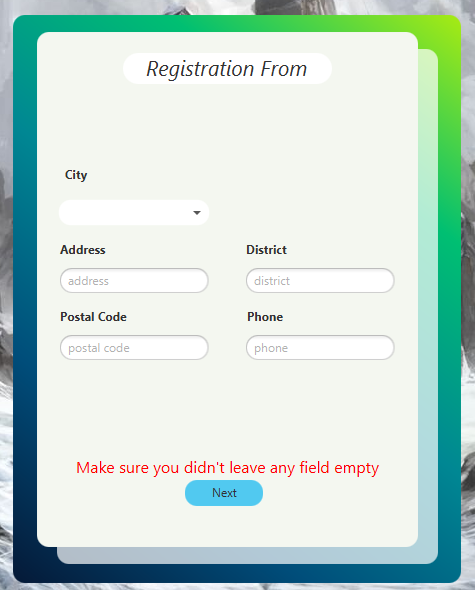 Registration From
City
Address District
address district
Postal Code Phone
postal code phone
Make sure you didn't leave any field empty
Next